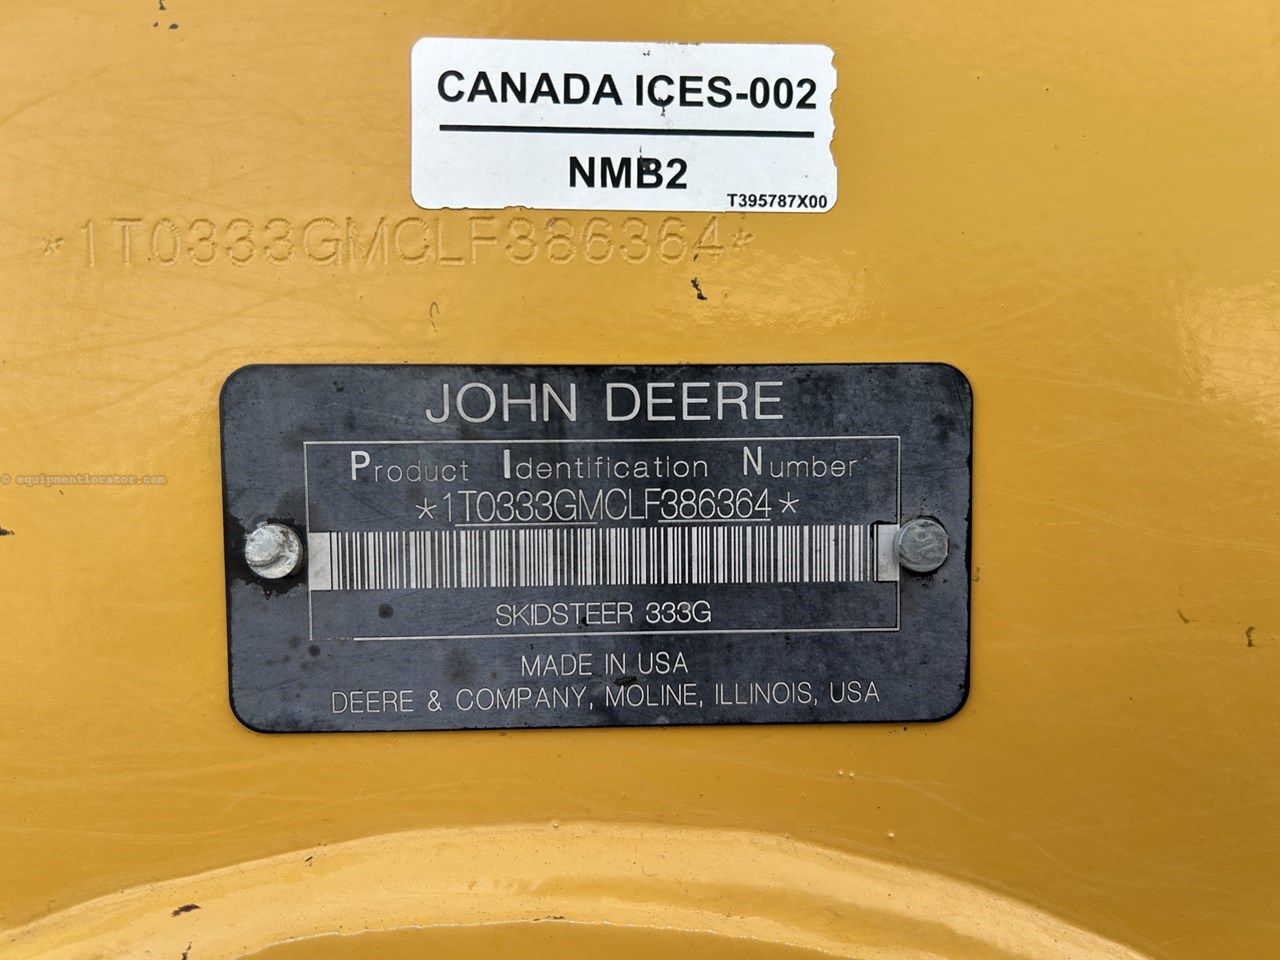 CANADA ICES-002
NMB2
T395787X00
*1T0333GMCLF386364*
JOHN DEERE
Product Identification Number
*1T0333GMCLF386364*
SKIDSTEER 333G
MADE IN USA
DEERE & COMPANY, MOLINE, ILLINOIS, USA
© equipmentlocator.com